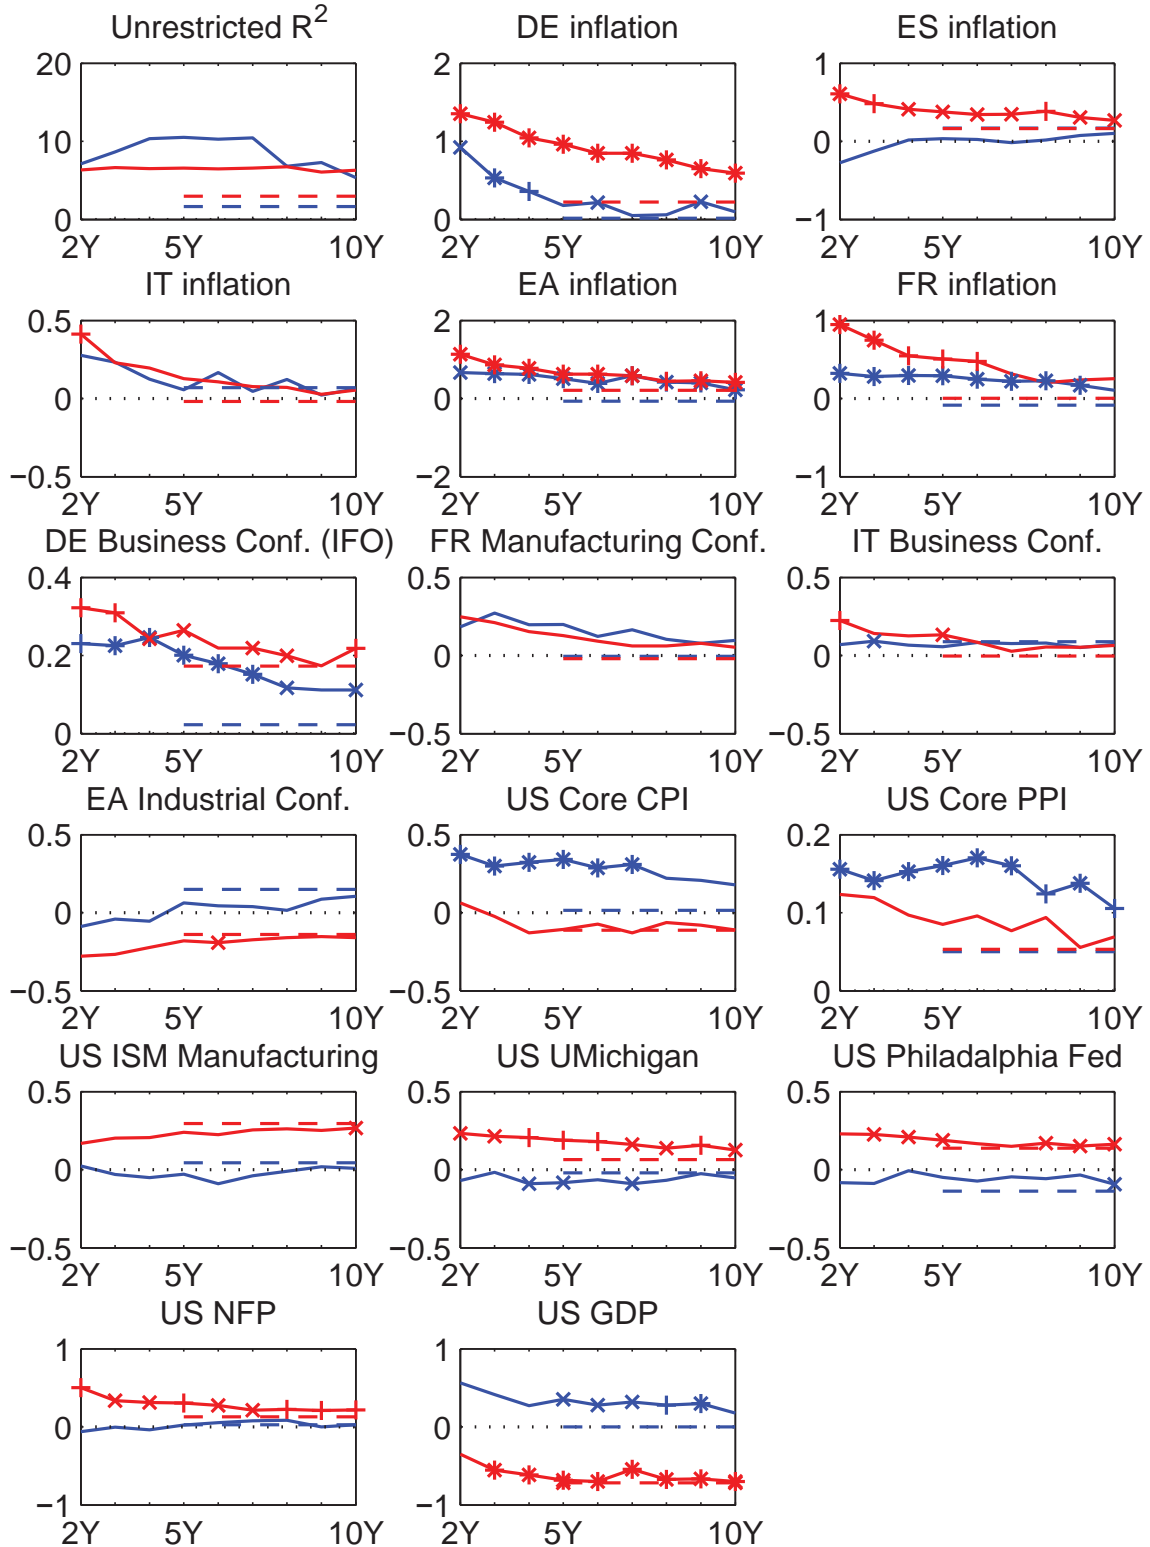 Unrestricted R² DE inflation ES inflation
20 2 1
10 1 0
0 0 −1
2Y 5Y 10Y 2Y 5Y 10Y 2Y 5Y 10Y
IT inflation EA inflation FR inflation
0.5 2 1
0 0 0
−0.5 −2 −1
2Y 5Y 10Y 2Y 5Y 10Y 2Y 5Y 10Y
DE Business Conf. (IFO) FR Manufacturing Conf. IT Business Conf.
0.4 0.5 0.5
0.2 0 0
0 −0.5 −0.5
2Y 5Y 10Y 2Y 5Y 10Y 2Y 5Y 10Y
EA Industrial Conf. US Core CPI US Core PPI
0.5 0.5 0.2
0 0 0.1
−0.5 −0.5 0
2Y 5Y 10Y 2Y 5Y 10Y 2Y 5Y 10Y
US ISM Manufacturing US UMichigan US Philadalphia Fed
0.5 0.5 0.5
0 0 0
−0.5 −0.5 −0.5
2Y 5Y 10Y 2Y 5Y 10Y 2Y 5Y 10Y
US NFP US GDP
1 1
0 0
−1 −1
2Y 5Y 10Y 2Y 5Y 10Y